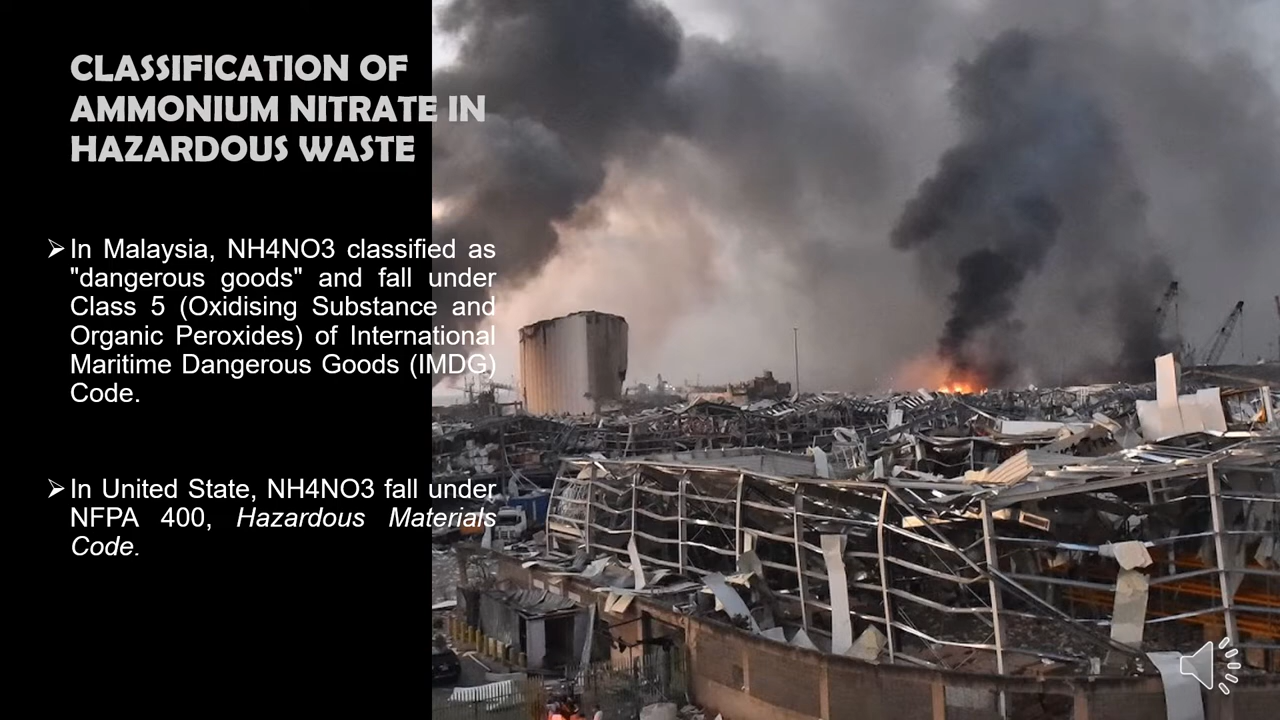 CLASSIFICATION OF
AMMONIUM NITRATE IN
HAZARDOUS WASTE
In Malaysia, NH4NO3 classified as
"dangerous goods" and fall under
Class 5 (Oxidising Substance and
Organic Peroxides) of International
Maritime Dangerous Goods (IMDG)
Code.
In United State, NH4NO3 fall under
NFPA 400, Hazardous Materials
Code.